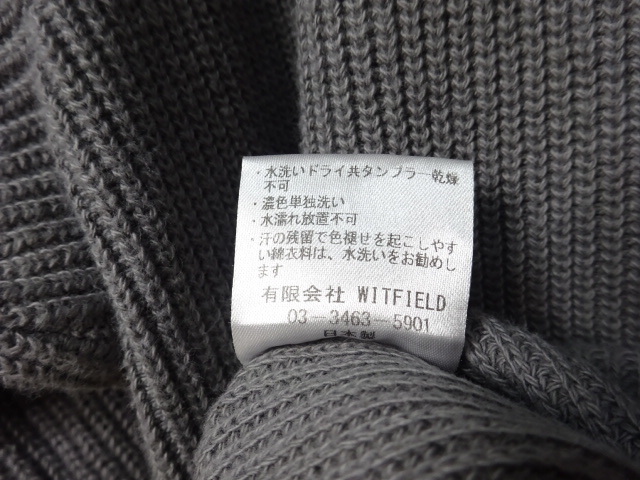 ・水洗いドライ共タンブラー乾燥
不可
・濃色単独洗い
・水濡れ放置不可
・汗の残留で色褪せを起こしやす
い綿衣料は、水洗いをお勧めし
ます
有限会社 WITFIELD
03-3463-5901
日本製